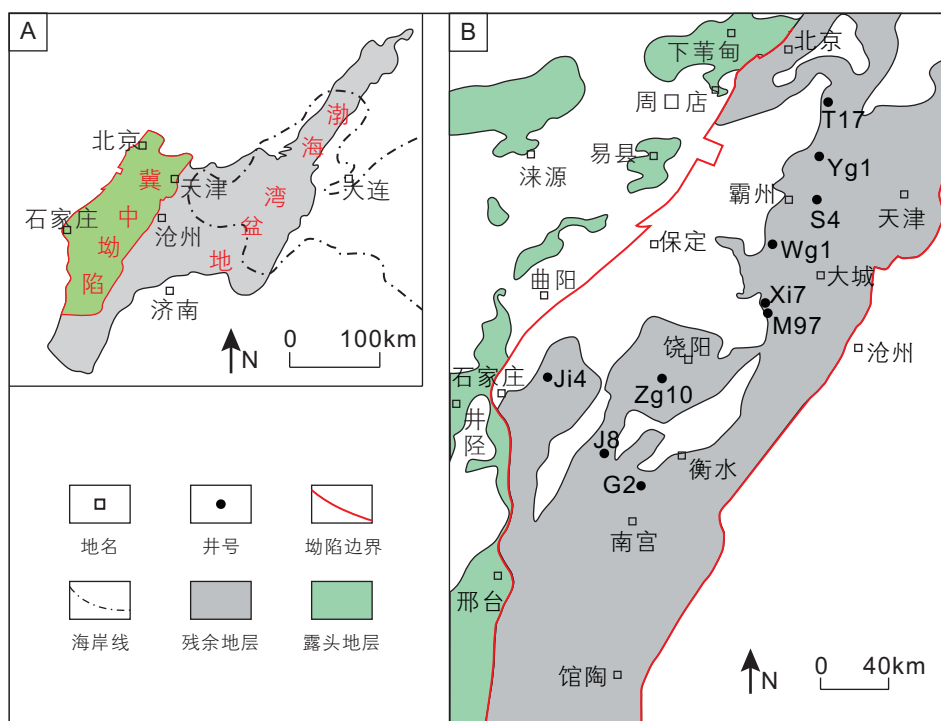 A
北京
渤
海
湾
盆
地
冀
中
坳
陷
天津
大连
石家庄
沧州
济南
N
0 100km
地名
井号
坳陷边界
海岸线
残余地层
露头地层
B
北京
下苇甸
周口店
T17
易县
涞源
Yg1
霸州
S4
天津
保定
Wg1
大城
曲阳
Xi7
M97
饶阳
沧州
石家庄
Ji4
Zg10
井
陉
J8
衡水
G2
南宫
邢台
馆陶
N
0 40km